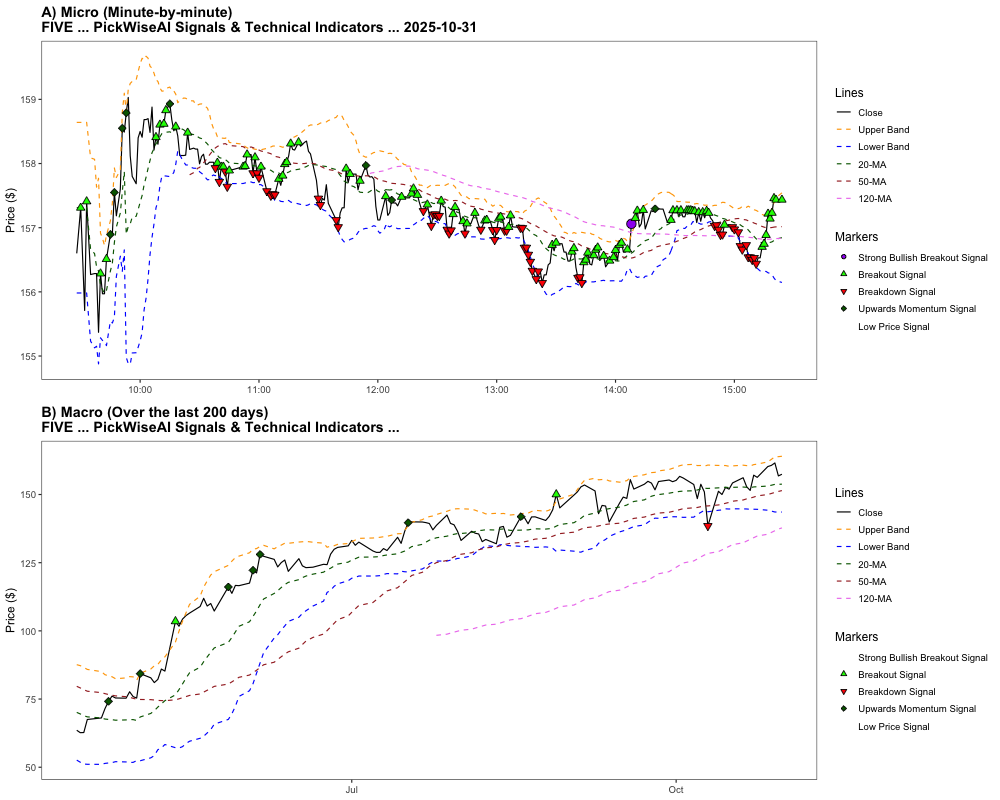 A) Micro (Minute-by-minute)
FIVE ... PickWiseAI Signals & Technical Indicators ... 2025-10-31
Price ($)
159
158
157
156
155
10:00
11:00
12:00
13:00
14:00
15:00
Lines
Close
Upper Band
Lower Band
20-MA
50-MA
120-MA
Markers
Strong Bullish Breakout Signal
Breakout Signal
Breakdown Signal
Upwards Momentum Signal
Low Price Signal
B) Macro (Over the last 200 days)
FIVE ... PickWiseAI Signals & Technical Indicators ...
Price ($)
150
125
100
75
50
Jul
Oct
Lines
Close
Upper Band
Lower Band
20-MA
50-MA
120-MA
Markers
Strong Bullish Breakout Signal
Breakout Signal
Breakdown Signal
Upwards Momentum Signal
Low Price Signal